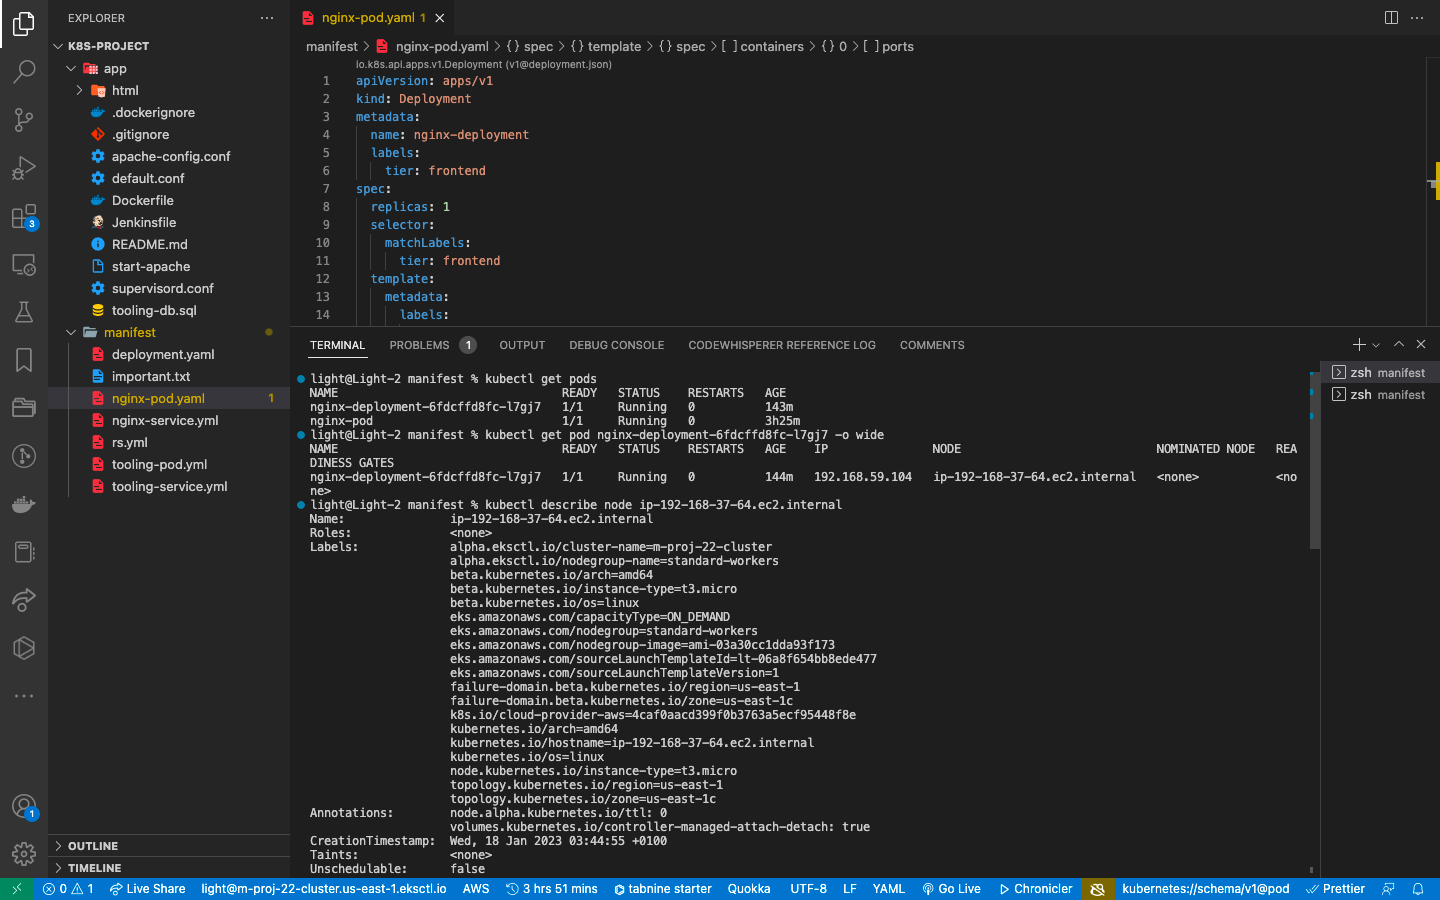 EXPLORER
K8S-PROJECT
app
html
.dockerignore
.gitignore
apache-config.conf
default.conf
Dockerfile
Jenkinsfile
README.md
start-apache
supervisord.conf
tooling-db.sql
manifest
deployment.yaml
important.txt
nginx-pod.yaml 1
nginx-service.yml
rs.yml
tooling-pod.yml
tooling-service.yml
OUTLINE
TIMELINE
3
1
nginx-pod.yaml 1
manifest > nginx-pod.yaml > {} spec > {} template > {} spec > [ ] containers > {} 0 > [ ] ports
io.k8s.api.apps.v1.Deployment (v1@deployment.json)
1 apiVersion: apps/v1
2 kind: Deployment
3 metadata:
4 name: nginx-deployment
5 labels:
6 tier: frontend
7 spec:
8 replicas: 1
9 selector:
10 matchLabels:
11 tier: frontend
12 template:
13 metadata:
14 labels:
TERMINAL PROBLEMS 1 OUTPUT DEBUG CONSOLE CODEWHISPERER REFERENCE LOG COMMENTS
zsh manifest
zsh manifest
light@Light-2 manifest % kubectl get pods
NAME READY STATUS RESTARTS AGE
nginx-deployment-6fdcffd8fc-l7gj7 1/1 Running 0 143m
nginx-pod 1/1 Running 0 3h25m
light@Light-2 manifest % kubectl get pod nginx-deployment-6fdcffd8fc-l7gj7 -o wide
NAME READY STATUS RESTARTS AGE IP NODE NOMINATED NODE REA
DINESS GATES
nginx-deployment-6fdcffd8fc-l7gj7 1/1 Running 0 144m 192.168.59.104 ip-192-168-37-64.ec2.internal <none> <no
ne>
light@Light-2 manifest % kubectl describe node ip-192-168-37-64.ec2.internal
Name: ip-192-168-37-64.ec2.internal
Roles: <none>
Labels: alpha.eksctl.io/cluster-name=m-proj-22-cluster
alpha.eksctl.io/nodegroup-name=standard-workers
beta.kubernetes.io/arch=amd64
beta.kubernetes.io/instance-type=t3.micro
beta.kubernetes.io/os=linux
eks.amazonaws.com/capacityType=ON_DEMAND
eks.amazonaws.com/nodegroup=standard-workers
eks.amazonaws.com/nodegroup-image=ami-03a30cc1dda93f173
eks.amazonaws.com/sourceLaunchTemplateId=lt-06a8f654bb8ede477
eks.amazonaws.com/sourceLaunchTemplateVersion=1
failure-domain.beta.kubernetes.io/region=us-east-1
failure-domain.beta.kubernetes.io/zone=us-east-1c
k8s.io/cloud-provider-aws=4caf0aacd399f0b3763a5ecf95448f8e
kubernetes.io/arch=amd64
kubernetes.io/hostname=ip-192-168-37-64.ec2.internal
kubernetes.io/os=linux
node.kubernetes.io/instance-type=t3.micro
topology.kubernetes.io/region=us-east-1
topology.kubernetes.io/zone=us-east-1c
Annotations: node.alpha.kubernetes.io/ttl: 0
volumes.kubernetes.io/controller-managed-attach-detach: true
CreationTimestamp: Wed, 18 Jan 2023 03:44:55 +0100
Taints: <none>
Unschedulable: false
0 1 Live Share light@m-proj-22-cluster.us-east-1.eksctl.io AWS 3 hrs 51 mins tabnine starter Quokka UTF-8 LF YAML Go Live Chronicler kubernetes://schema/v1@pod Prettier